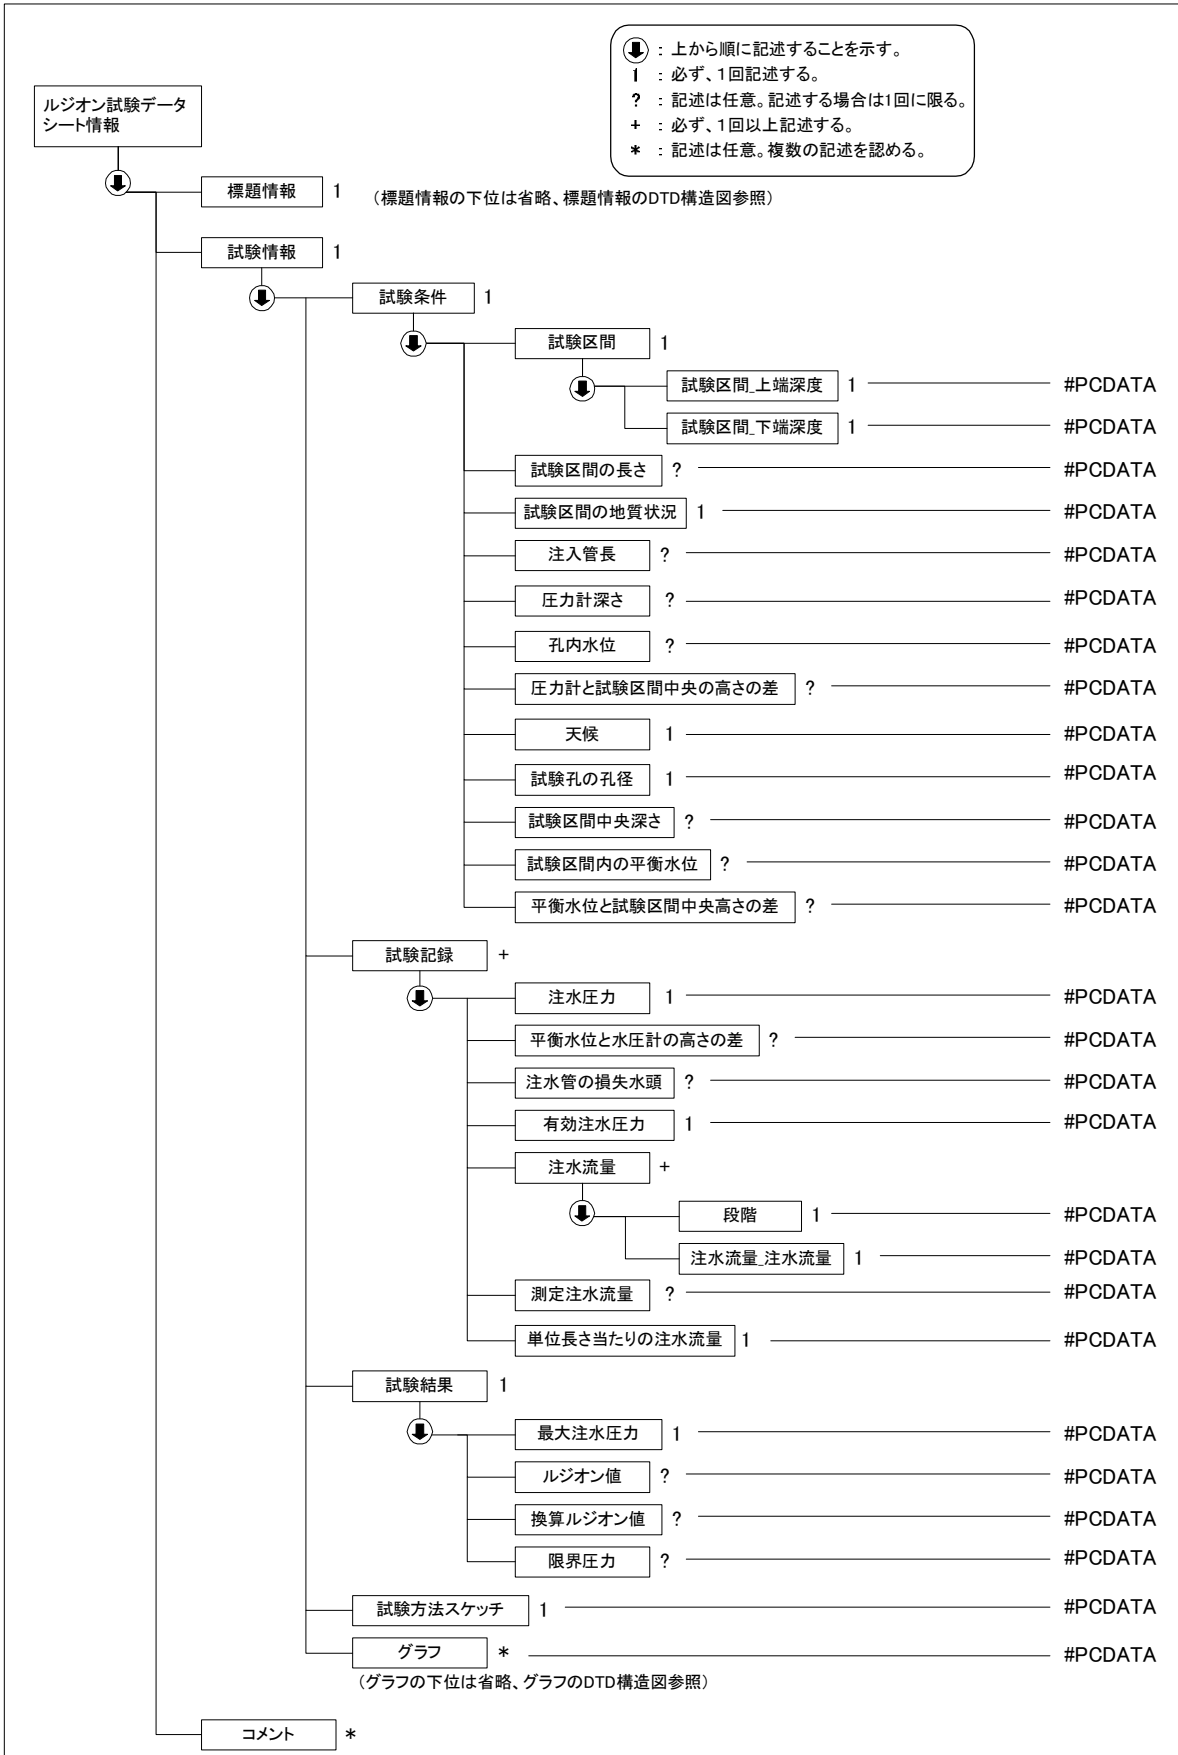 ：上から順に記述することを示す。
1 ：必ず、1回記述する。
? ：記述は任意。記述する場合は1回に限る。
+ ：必ず、1回以上記述する。
* ：記述は任意。複数の記述を認める。
ルジオン試験データ
シート情報
標題情報 1 （標題情報の下位は省略、標題情報のDTD構造図参照）
試験情報 1
試験条件 1
試験区間 1
試験区間_上端深度 1 #PCDATA
試験区間_下端深度 1 #PCDATA
試験区間の長さ ? #PCDATA
試験区間の地質状況 1 #PCDATA
注入管長 ? #PCDATA
圧力計深さ ? #PCDATA
孔内水位 ? #PCDATA
圧力計と試験区間中央の高さの差 ? #PCDATA
天候 1 #PCDATA
試験孔の孔径 1 #PCDATA
試験区間中央深さ ? #PCDATA
試験区間内の平衡水位 ? #PCDATA
平衡水位と試験区間中央高さの差 ? #PCDATA
試験記録 +
注水圧力 1 #PCDATA
平衡水位と水圧計の高さの差 ? #PCDATA
注水管の損失水頭 ? #PCDATA
有効注水圧力 1 #PCDATA
注水流量 +
段階 1 #PCDATA
注水流量_注水流量 1 #PCDATA
測定注水流量 ? #PCDATA
単位長さ当たりの注水流量 1 #PCDATA
試験結果 1
最大注水圧力 1 #PCDATA
ルジオン値 ? #PCDATA
換算ルジオン値 ? #PCDATA
限界圧力 ? #PCDATA
試験方法スケッチ 1 #PCDATA
グラフ * #PCDATA
（グラフの下位は省略、グラフのDTD構造図参照）
コメント *